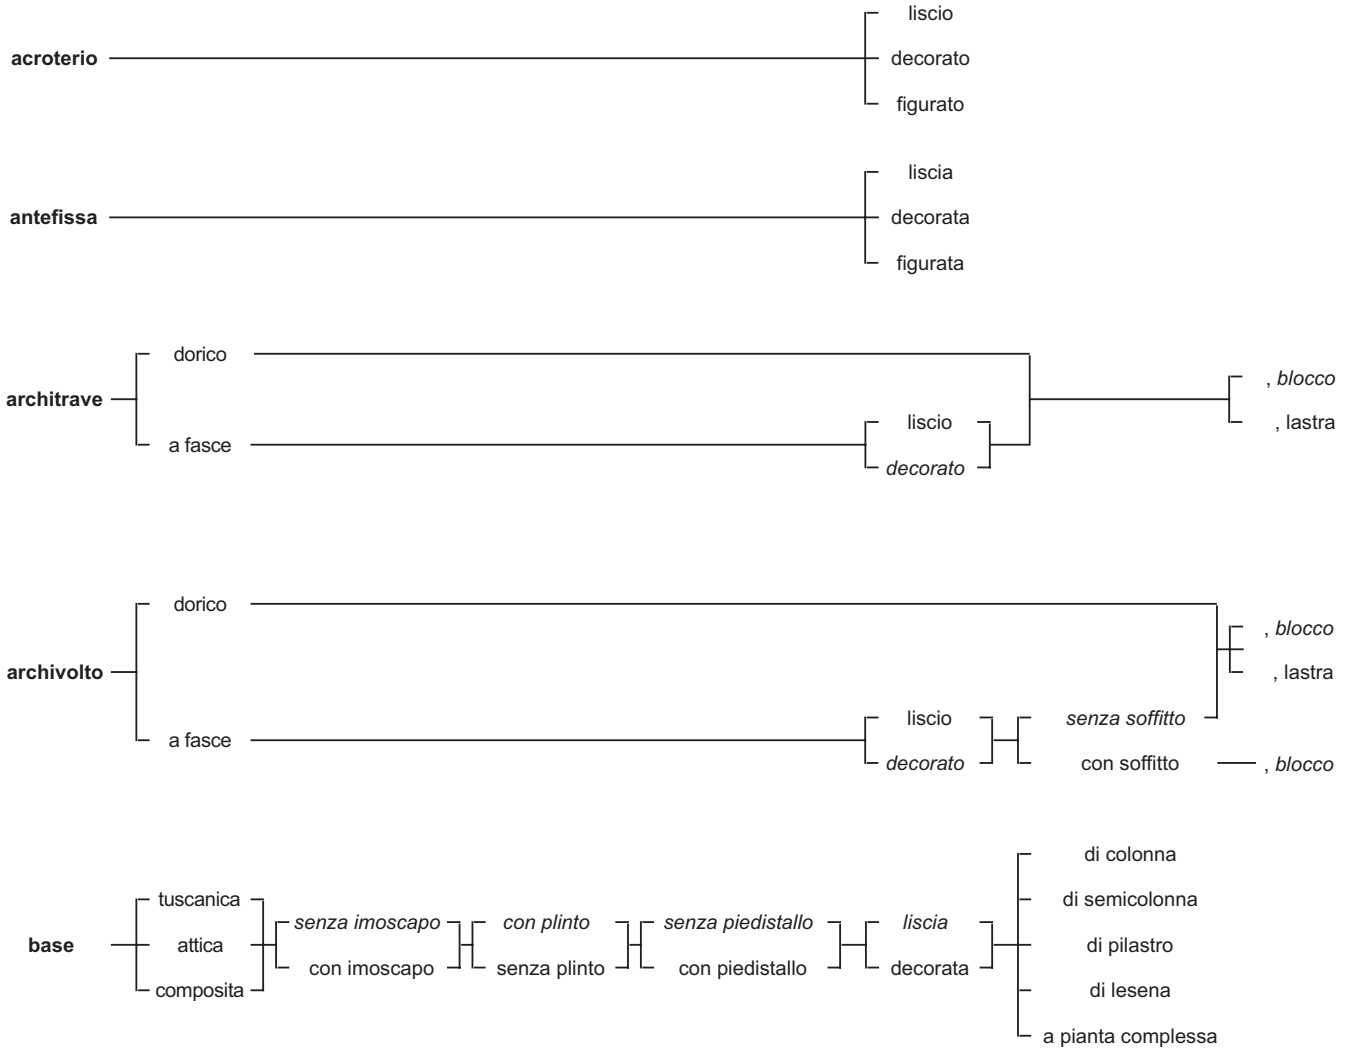 liscio
acroterio decorato
figurato
liscia
antefissa decorata
figurata
dorico
, blocco
architrave
liscio , lastra
a fasce
decorato
dorico
, blocco
archivolto , lastra
liscio senza soffitto
a fasce
decorato con soffitto , blocco
di colonna
tuscanica di semicolonna
senza imoscapo con plinto senza piedistallo liscia
base attica di pilastro
con imoscapo senza plinto con piedistallo decorata
composita di lesena
a pianta complessa